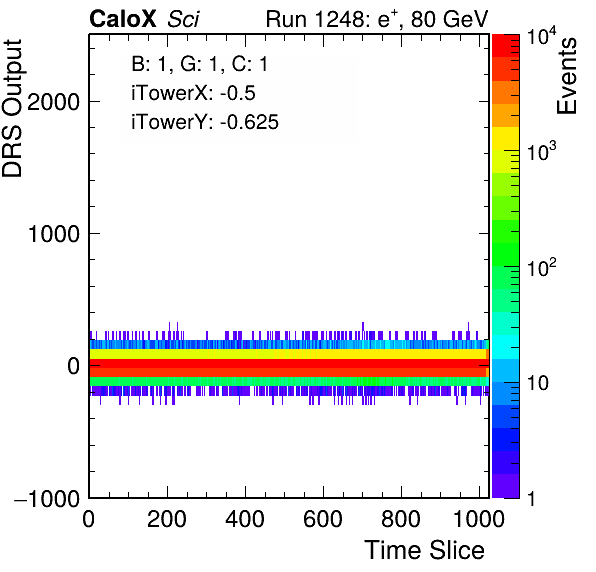 CaloX Sci Run 1248: e⁺, 80 GeV
B: 1, G: 1, C: 1
iTowerX: -0.5
iTowerY: -0.625
DRS Output
2000
1000
0
−1000
0 200 400 600 800 1000
Time Slice
Events
10⁴
10³
10²
10
1